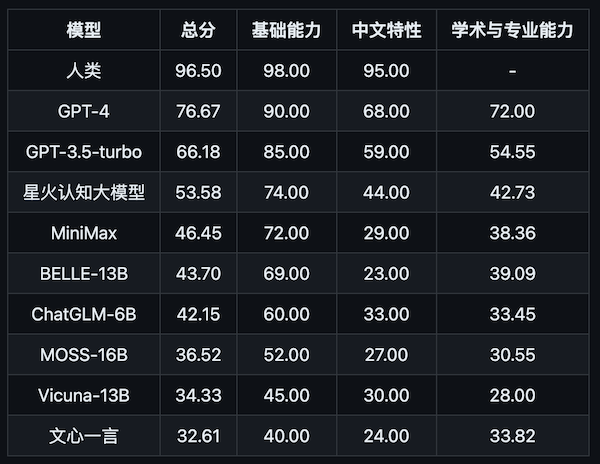 模型 总分 基础能力 中文特性 学术与专业能力
人类 96.50 98.00 95.00 -
GPT-4 76.67 90.00 68.00 72.00
GPT-3.5-turbo 66.18 85.00 59.00 54.55
星火认知大模型 53.58 74.00 44.00 42.73
MiniMax 46.45 72.00 29.00 38.36
BELLE-13B 43.70 69.00 23.00 39.09
ChatGLM-6B 42.15 60.00 33.00 33.45
MOSS-16B 36.52 52.00 27.00 30.55
Vicuna-13B 34.33 45.00 30.00 28.00
文心一言 32.61 40.00 24.00 33.82